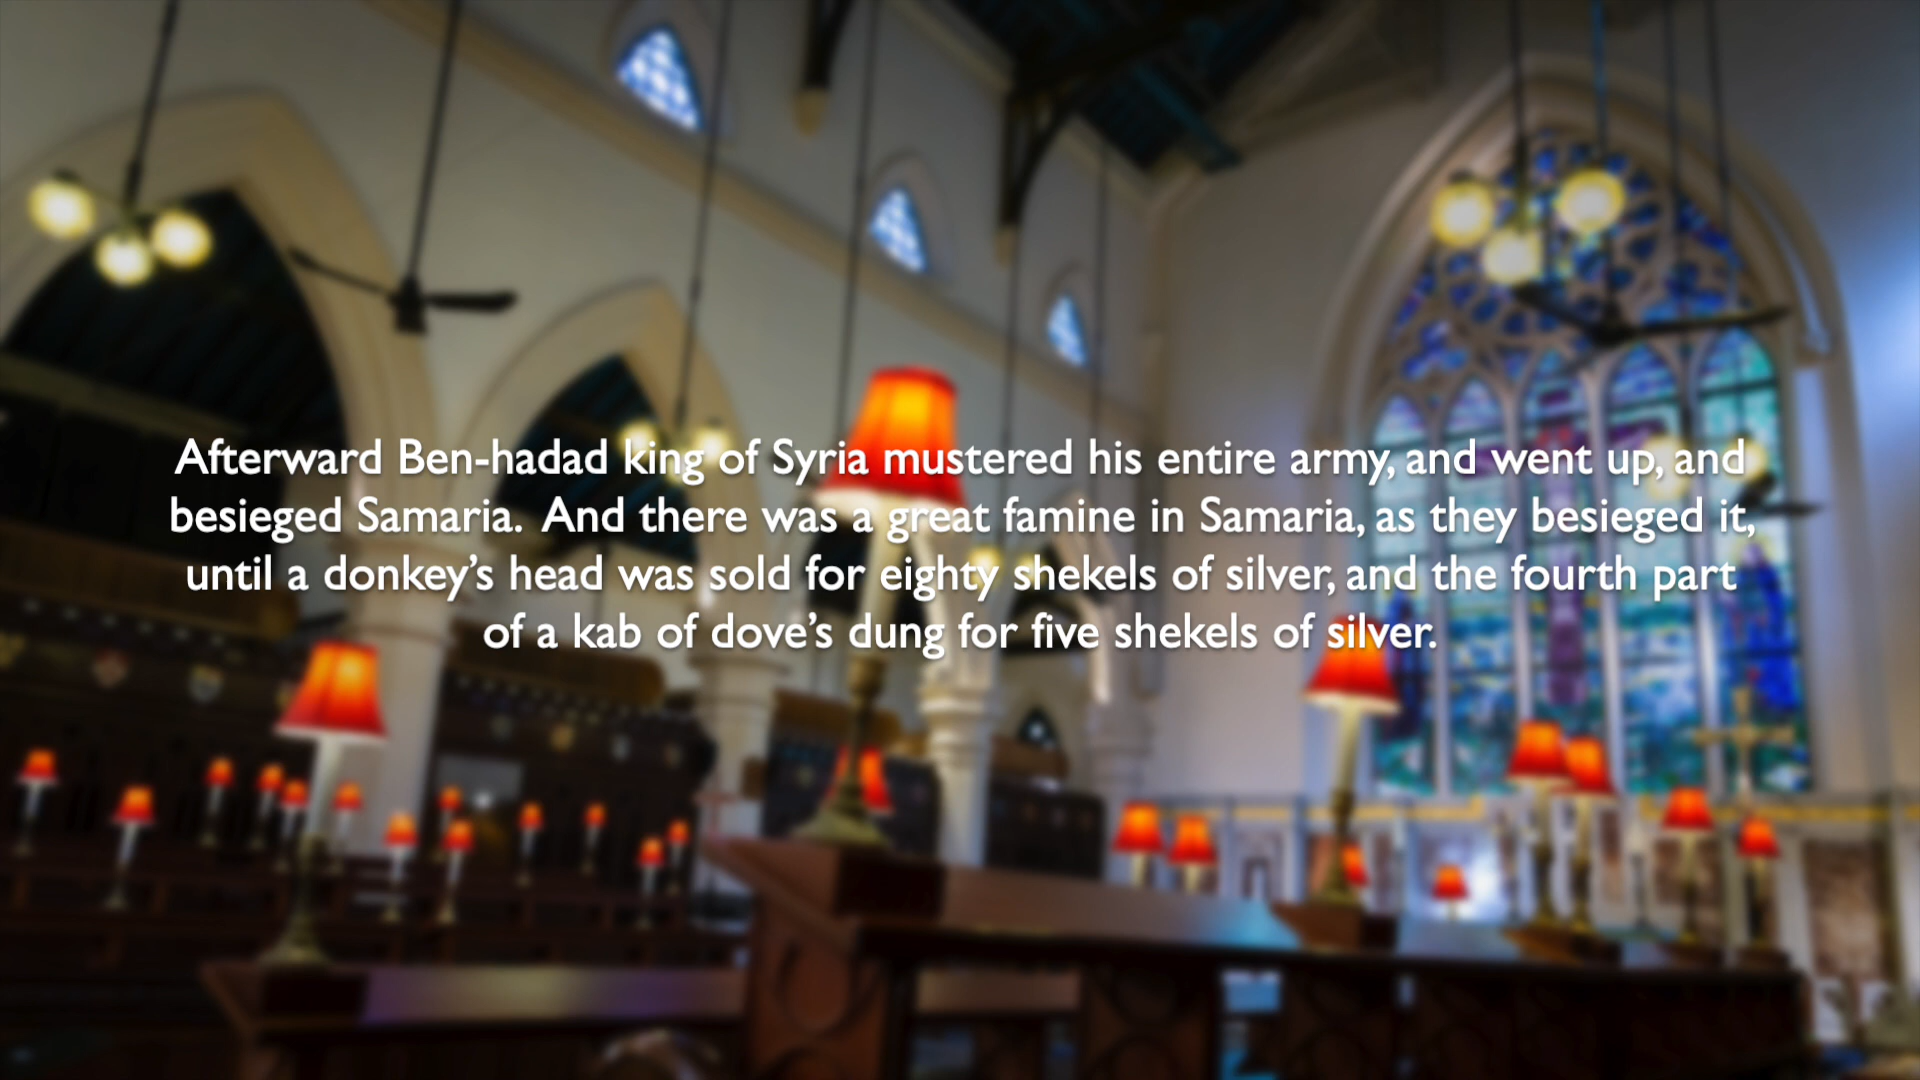 Afterward Ben-hadad king of Syria mustered his entire army, and went up, and
besieged Samaria.  And there was a great famine in Samaria, as they besieged it,
until a donkey’s head was sold for eighty shekels of silver, and the fourth part
of a kab of dove’s dung for five shekels of silver.